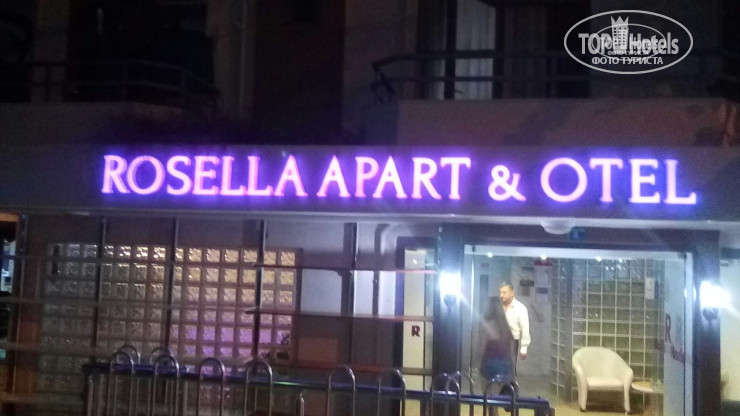 TOP Hotels
ФОТО ТУРИСТА
ROSELLA APART & OTEL
R
R